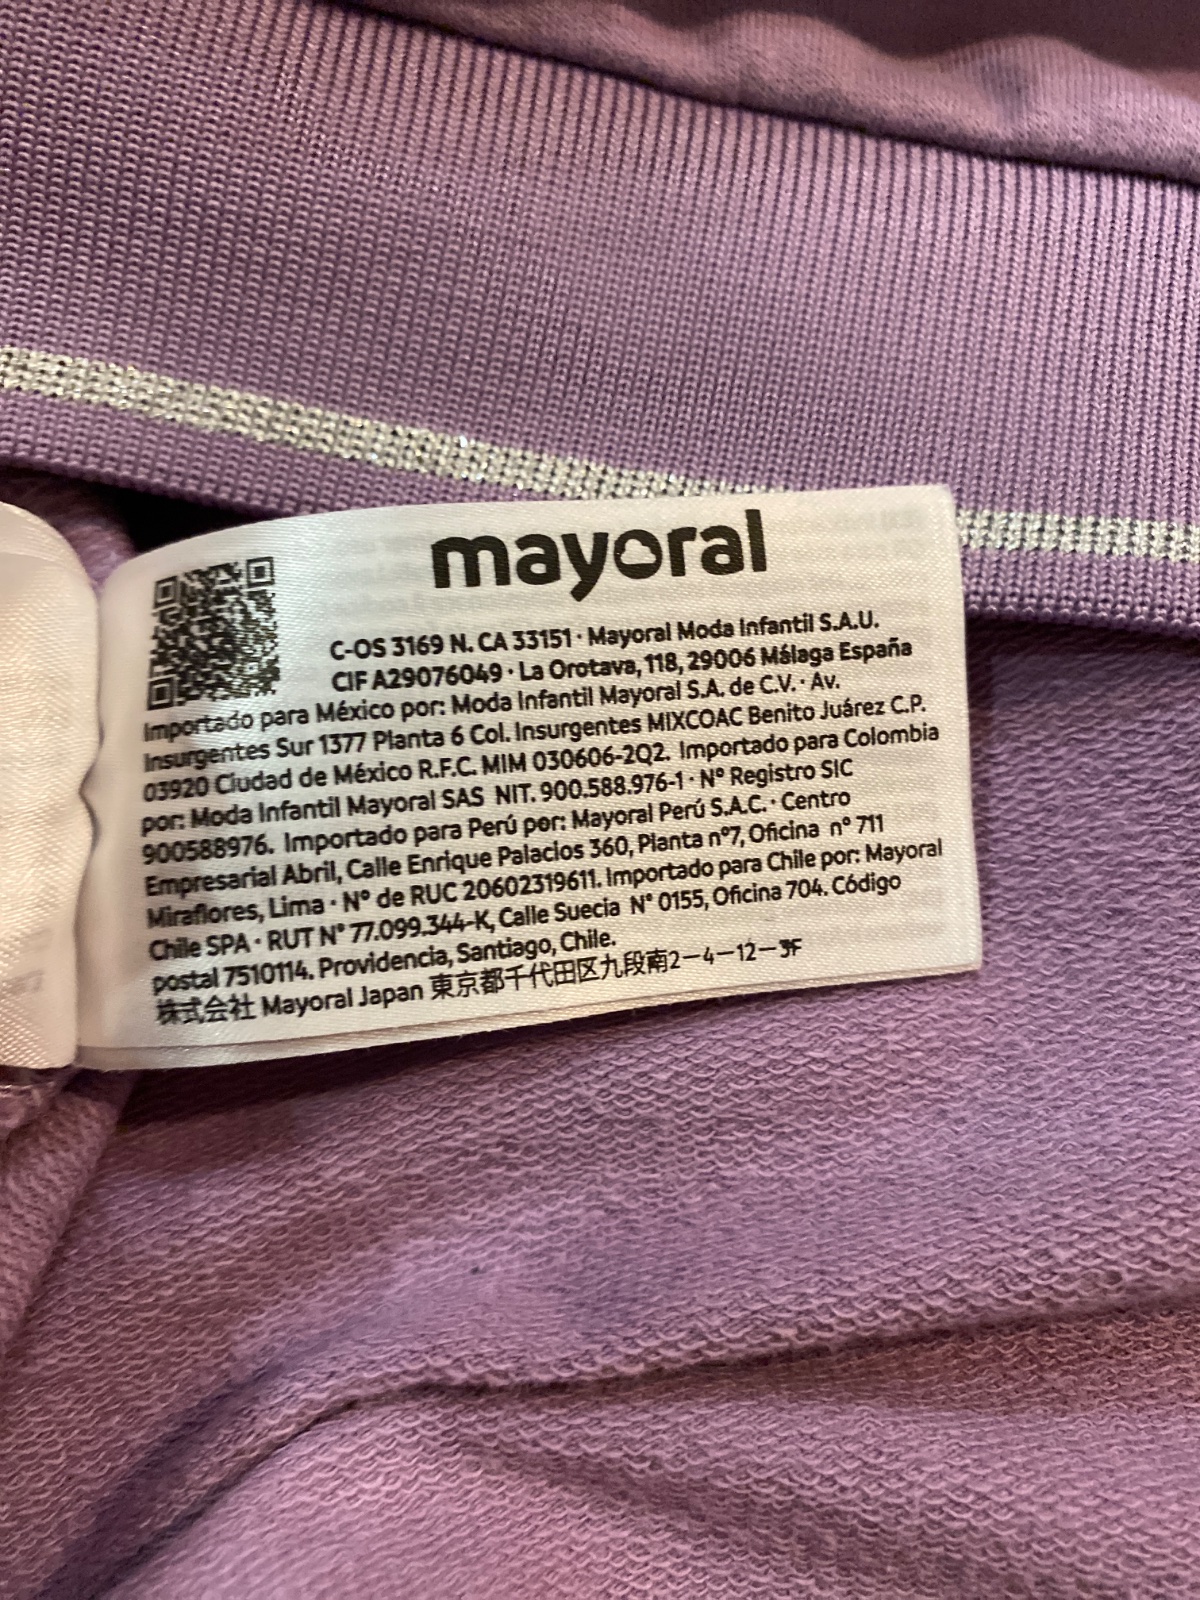 mayoral
C-OS 3169 N. CA 33151 · Mayoral Moda Infantil S.A.U.
CIF A29076049 · La Orotava, 118, 29006 Málaga España
Importado para México por: Moda Infantil Mayoral S.A. de C.V. · Av.
Insurgentes Sur 1377 Planta 6 Col. Insurgentes MIXCOAC Benito Juárez C.P.
03920 Ciudad de México R.F.C. MIM 030606-2Q2. Importado para Colombia
por: Moda Infantil Mayoral SAS NIT. 900.588.976-1 · Nº Registro SIC
900588976. Importado para Perú por: Mayoral Perú S.A.C. · Centro
Empresarial Abril, Calle Enrique Palacios 360, Planta nº7, Oficina nº 711
Miraflores, Lima · Nº de RUC 20602319611. Importado para Chile por: Mayoral
Chile SPA · RUT Nº 77.099.344-K, Calle Suecia Nº 0155, Oficina 704. Código
postal 7510114. Providencia, Santiago, Chile.
株式会社 Mayoral Japan 東京都千代田区九段南2－4－12－3F